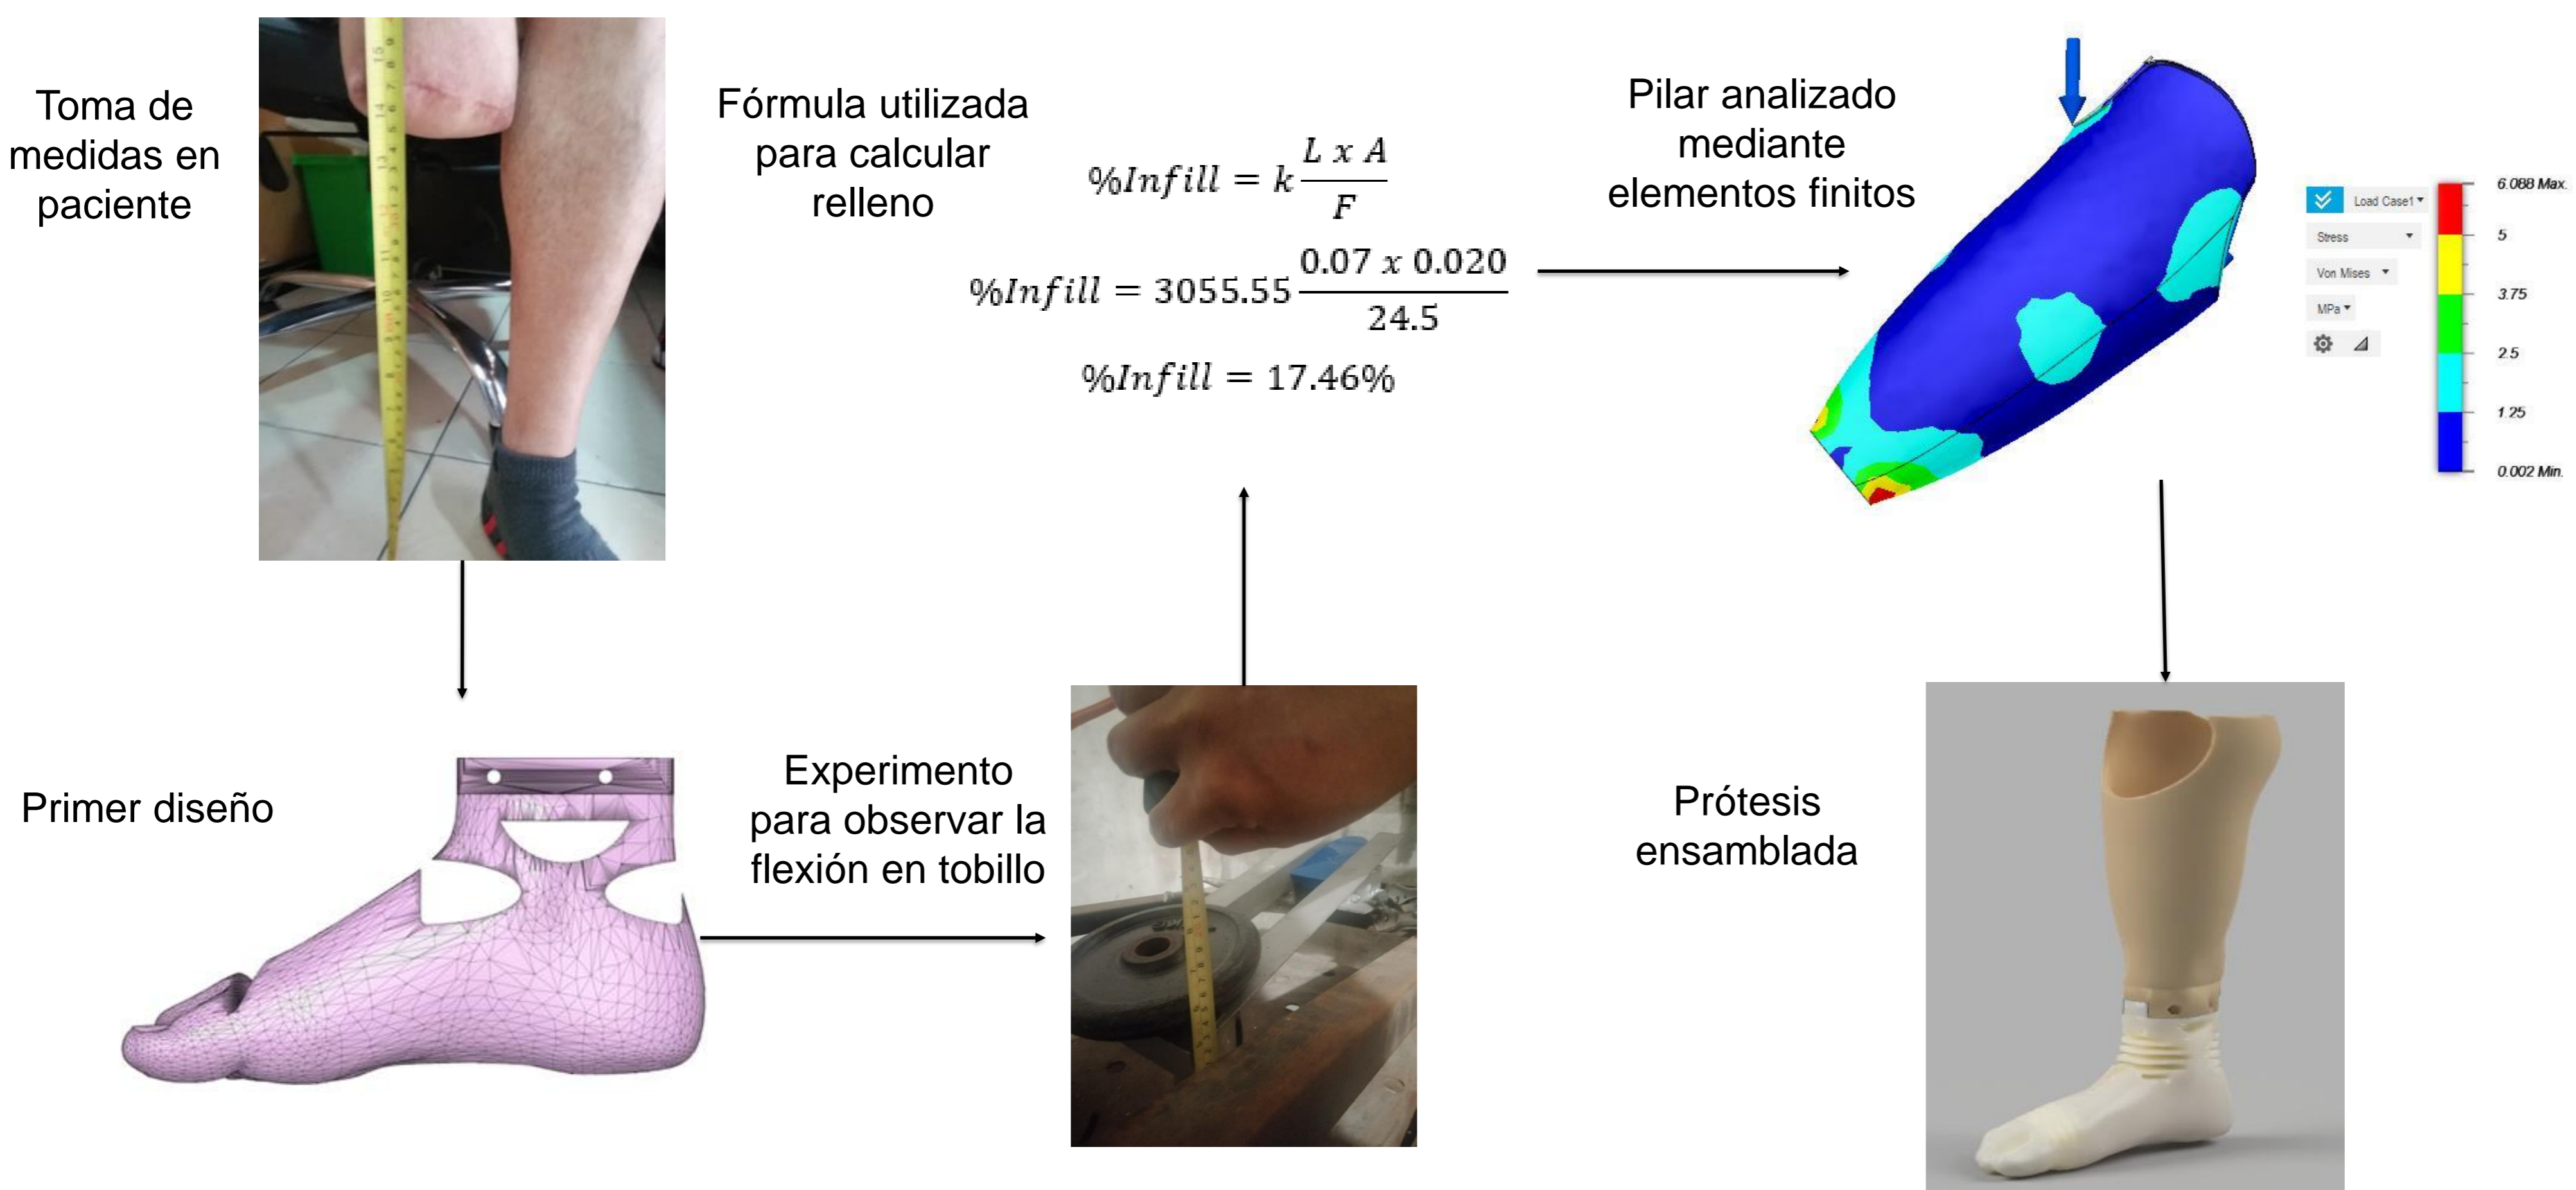 Toma de
medidas en
paciente
Fórmula utilizada
para calcular
relleno
%Infill = k \frac{L x A}{F}
%Infill = 3055.55 \frac{0.07 x 0.020}{24.5}
%Infill = 17.46%
Pilar analizado
mediante
elementos finitos
Load Case1
Stress
Von Mises
MPa
6.088 Max.
5
3.75
2.5
1.25
0.002 Min.
Primer diseño
Experimento
para observar la
flexión en tobillo
Prótesis
ensamblada